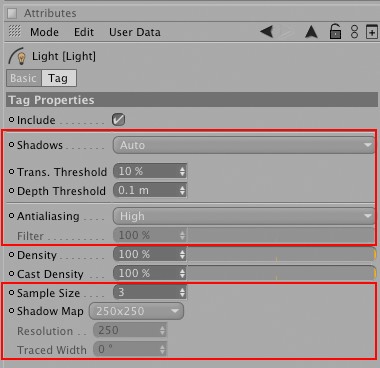 Attributes
Mode Edit User Data
Light [Light]
Basic Tag
Tag Properties
Include
Shadows Auto
Trans. Threshold 10 %
Depth Threshold 0.1 m
Antialiasing High
Filter 100 %
Density 100 %
Cast Density 100 %
Sample Size 3
Shadow Map 250x250
Resolution 250
Traced Width 0 °